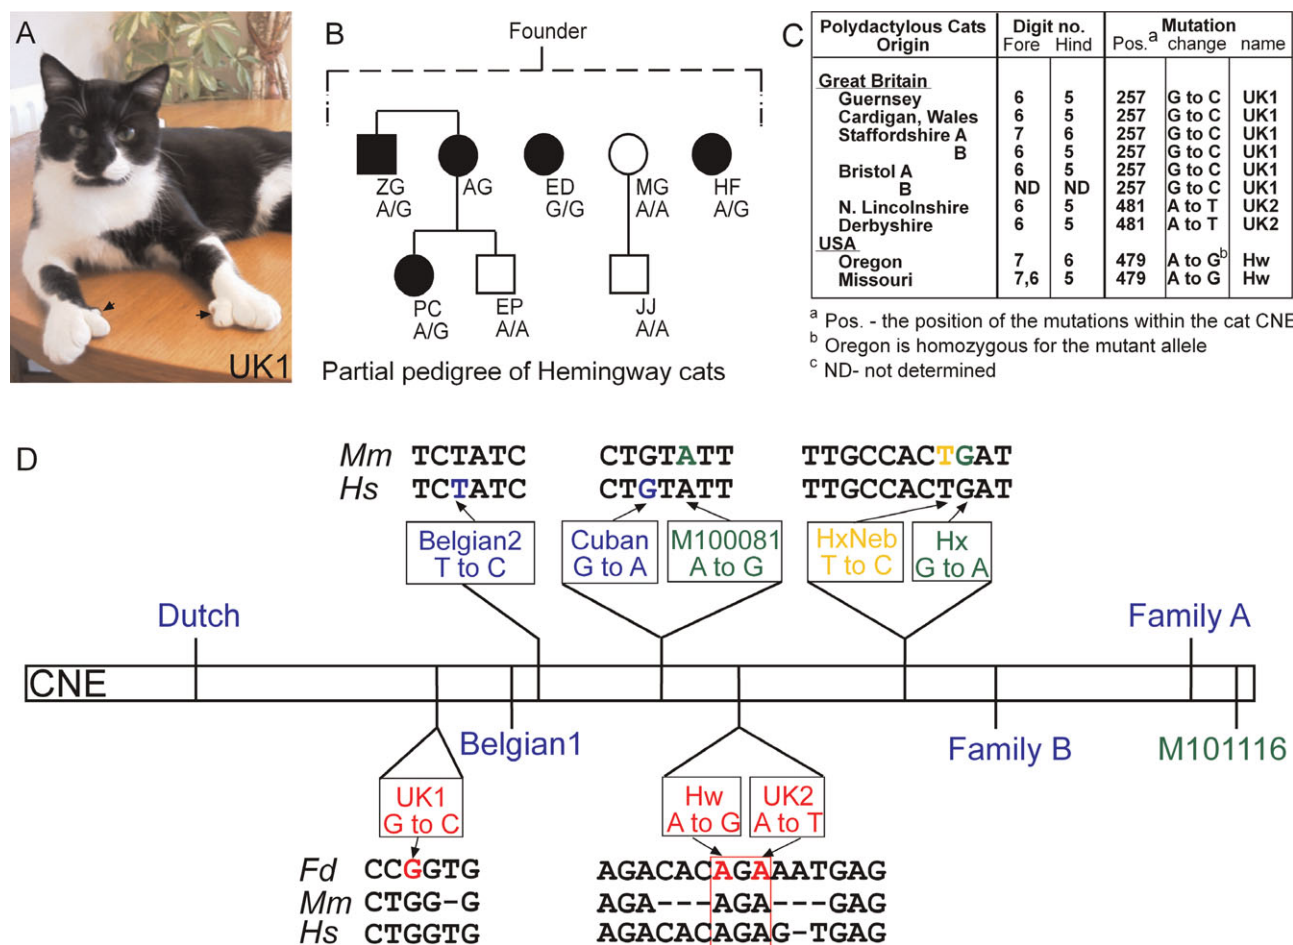 A
UK1
B
Founder
ZG
A/G
AG
ED
G/G
MG
A/A
HF
A/G
PC
A/G
EP
A/A
JJ
A/A
Partial pedigree of Hemingway cats
C
Polydactylous Cats Origin Digit no. Mutation
Fore Hind Pos.a change name
Great Britain
Guernsey 6 5 257 G to C UK1
Cardigan, Wales 6 5 257 G to C UK1
Staffordshire A 7 6 257 G to C UK1
B 6 5 257 G to C UK1
Bristol A 6 5 257 G to C UK1
B ND ND 257 G to C UK1
N. Lincolnshire 6 5 481 A to T UK2
Derbyshire 6 5 481 A to T UK2
USA
Oregon 7 6 479 A to Gb Hw
Missouri 7,6 5 479 A to G Hw
a Pos. - the position of the mutations within the cat CNE
b Oregon is homozygous for the mutant allele
c ND- not determined
D
Mm TCTATC CTGTATT TTGCCACTGAT
Hs TCTATC CTGTATT TTGCCACTGAT
Belgian2
T to C
Cuban
G to A
M100081
A to G
HxNeb
T to C
Hx
G to A
Dutch
Family A
CNE
Belgian1
Family B
M101116
UK1
G to C
Hw
A to G
UK2
A to T
Fd CCGGTG AGACACAGAAATGAG
Mm CTGG-G AGA---AGA---GAG
Hs CTGGTG AGACACAGAG-TGAG